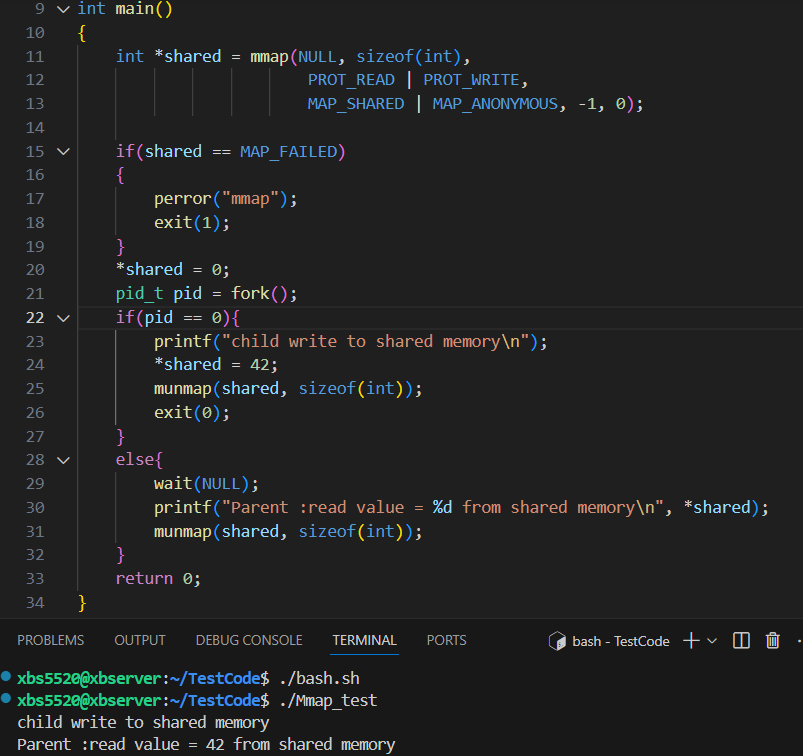 9 int main()
10 {
11 int *shared = mmap(NULL, sizeof(int),
12 PROT_READ | PROT_WRITE,
13 MAP_SHARED | MAP_ANONYMOUS, -1, 0);
14
15 if(shared == MAP_FAILED)
16 {
17 perror("mmap");
18 exit(1);
19 }
20 *shared = 0;
21 pid_t pid = fork();
22 if(pid == 0){
23 printf("child write to shared memory\n");
24 *shared = 42;
25 munmap(shared, sizeof(int));
26 exit(0);
27 }
28 else{
29 wait(NULL);
30 printf("Parent :read value = %d from shared memory\n", *shared);
31 munmap(shared, sizeof(int));
32 }
33 return 0;
34 }
PROBLEMS OUTPUT DEBUG CONSOLE TERMINAL PORTS bash - TestCode
xbs5520@xbserver:~/TestCode$ ./bash.sh
xbs5520@xbserver:~/TestCode$ ./Mmap_test
child write to shared memory
Parent :read value = 42 from shared memory